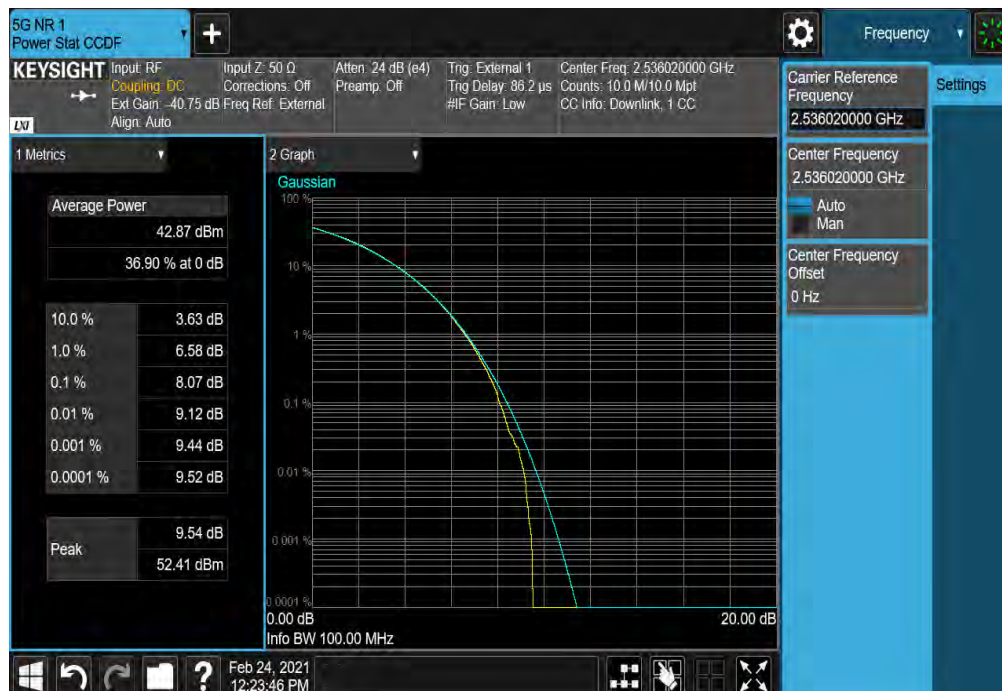 5G NR 1
Power Stat CCDF
+
Frequency
KEYSIGHT
Input: RF
Coupling: DC
Ext Gain: -40.75 dB
Align: Auto
Input Z: 50 Ω
Corrections: Off
Freq Ref: External
Atten: 24 dB (e4)
Preamp: Off
Trig: External 1
Trig Delay: 86.2 µs
#IF Gain: Low
Center Freq: 2.536020000 GHz
Counts: 10.0 M/10.0 Mpt
CC Info: Downlink, 1 CC
LXI
Carrier Reference
Frequency
2.536020000 GHz
Settings
Center Frequency
2.536020000 GHz
Auto
Man
Center Frequency
Offset
0 Hz
1 Metrics
Average Power
42.87 dBm
36.90 % at 0 dB
10.0 % 3.63 dB
1.0 % 6.58 dB
0.1 % 8.07 dB
0.01 % 9.12 dB
0.001 % 9.44 dB
0.0001 % 9.52 dB
Peak
9.54 dB
52.41 dBm
2 Graph
Gaussian
100 %
10 %
1 %
0.1 %
0.01 %
0.001 %
0.0001 %
0.00 dB
20.00 dB
Info BW 100.00 MHz
?
Feb 24, 2021
12:23:46 PM